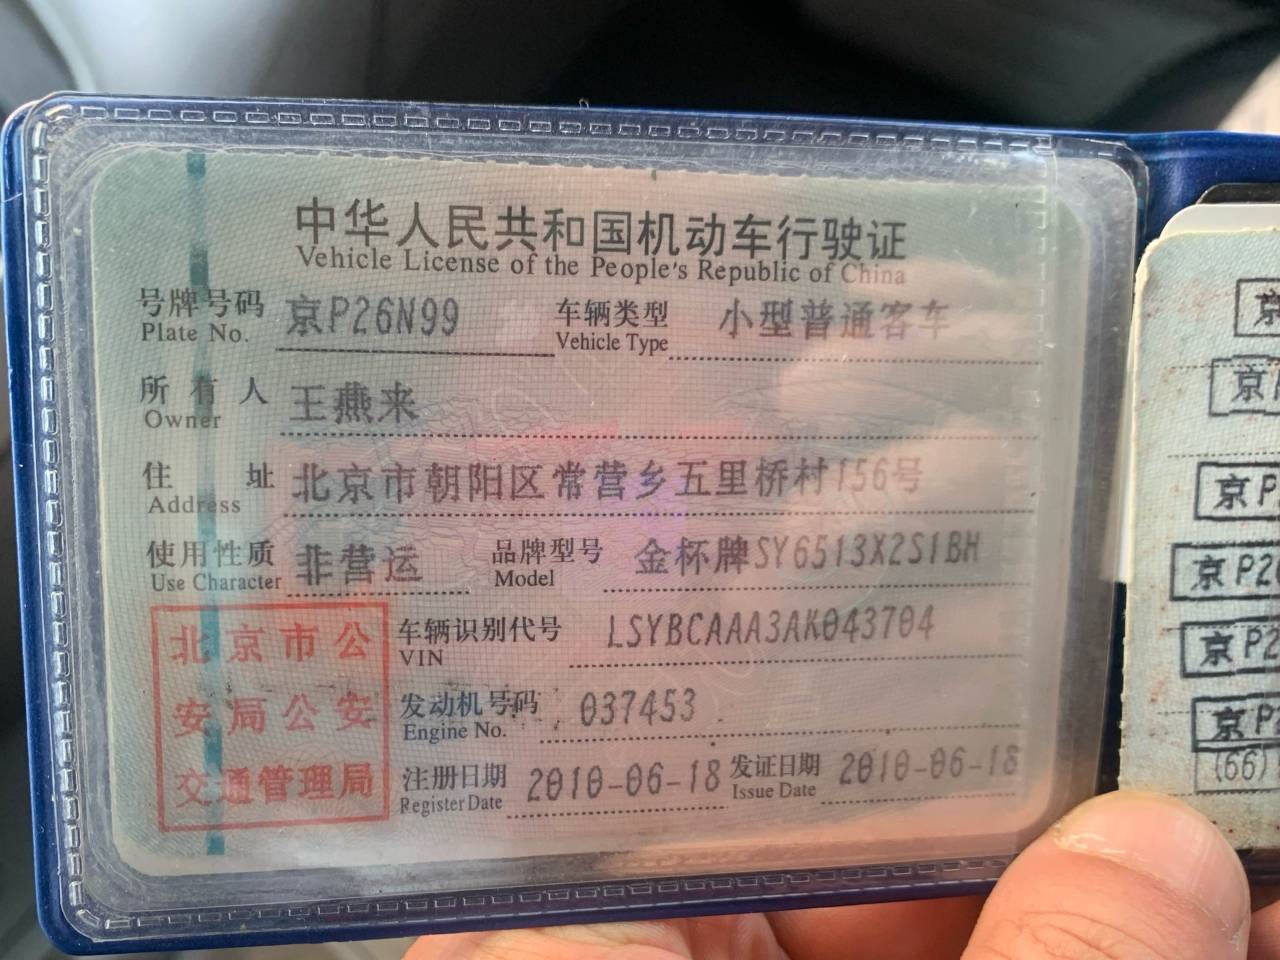 中华人民共和国机动车行驶证
Vehicle License of the People's Republic of China
号牌号码 京P26N99 车辆类型 小型普通客车
Plate No. Vehicle Type
所有人 王燕来
Owner
住址 北京市朝阳区常营乡五里桥村156号
Address
使用性质 非营运 品牌型号 金杯牌SY6513X2S1BH
Use Character Model
北京市公
安局公安
交通管理局
车辆识别代号 LSYBCAAA3AK043704
VIN
发动机号码 037453
Engine No.
注册日期 2010-06-18 发证日期 2010-06-18
Register Date Issue Date
京
京
京P
京P2
京P2
京P
(66)